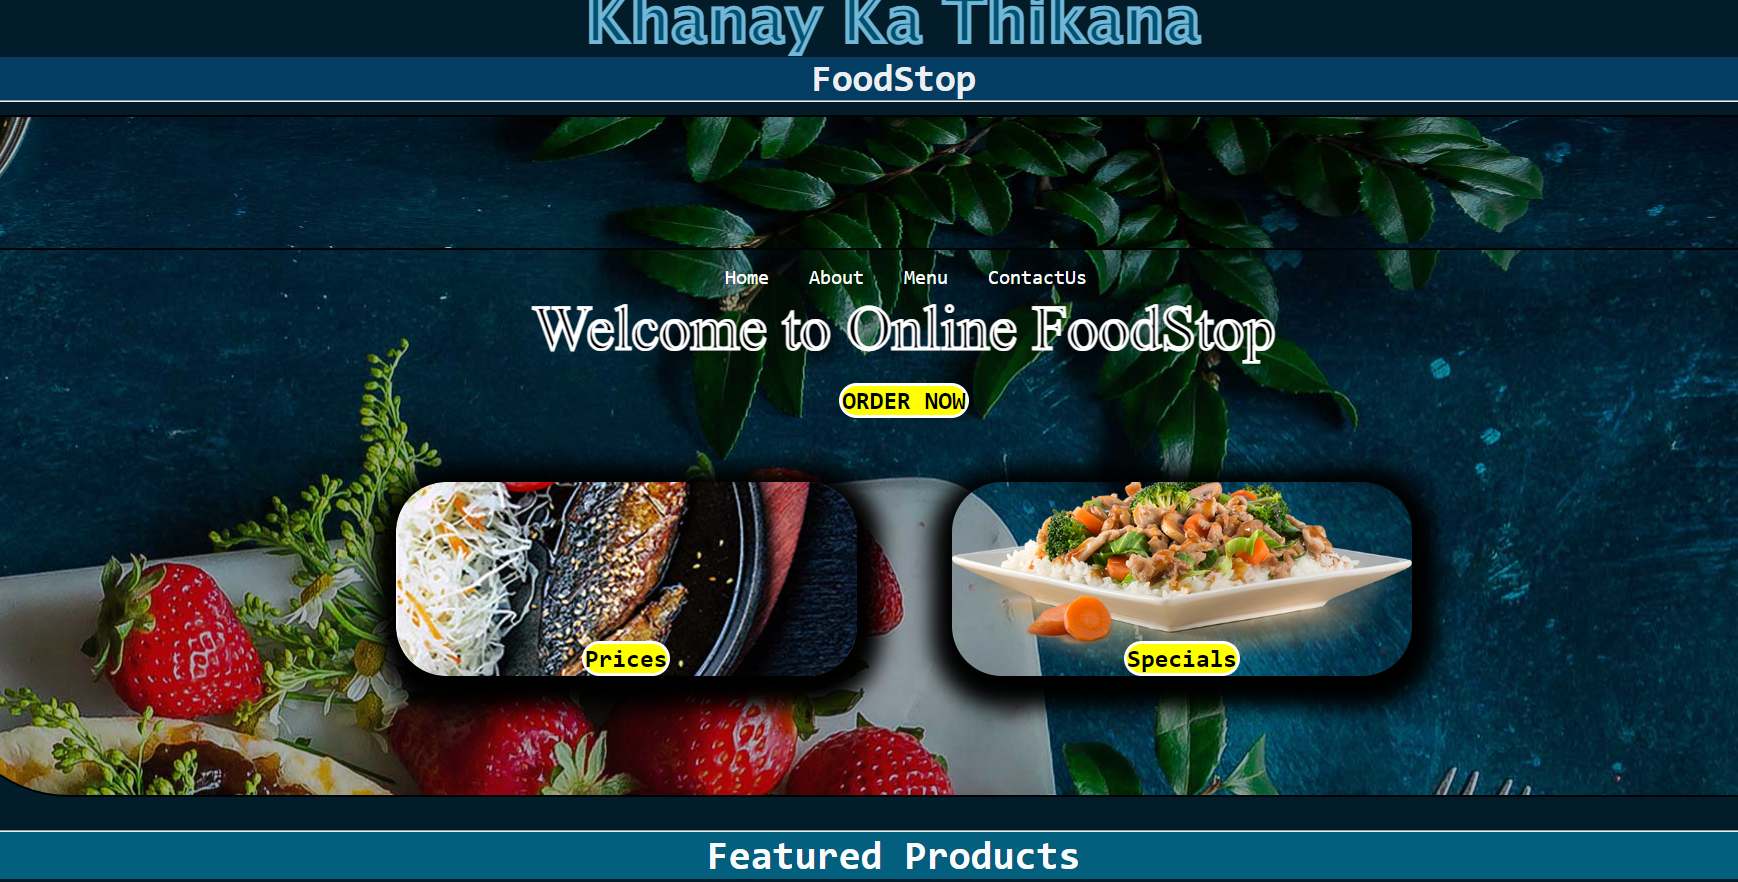 Khanay Ka Thikana
FoodStop
Home About Menu ContactUs
Welcome to Online FoodStop
ORDER NOW
Prices
Specials
Featured Products